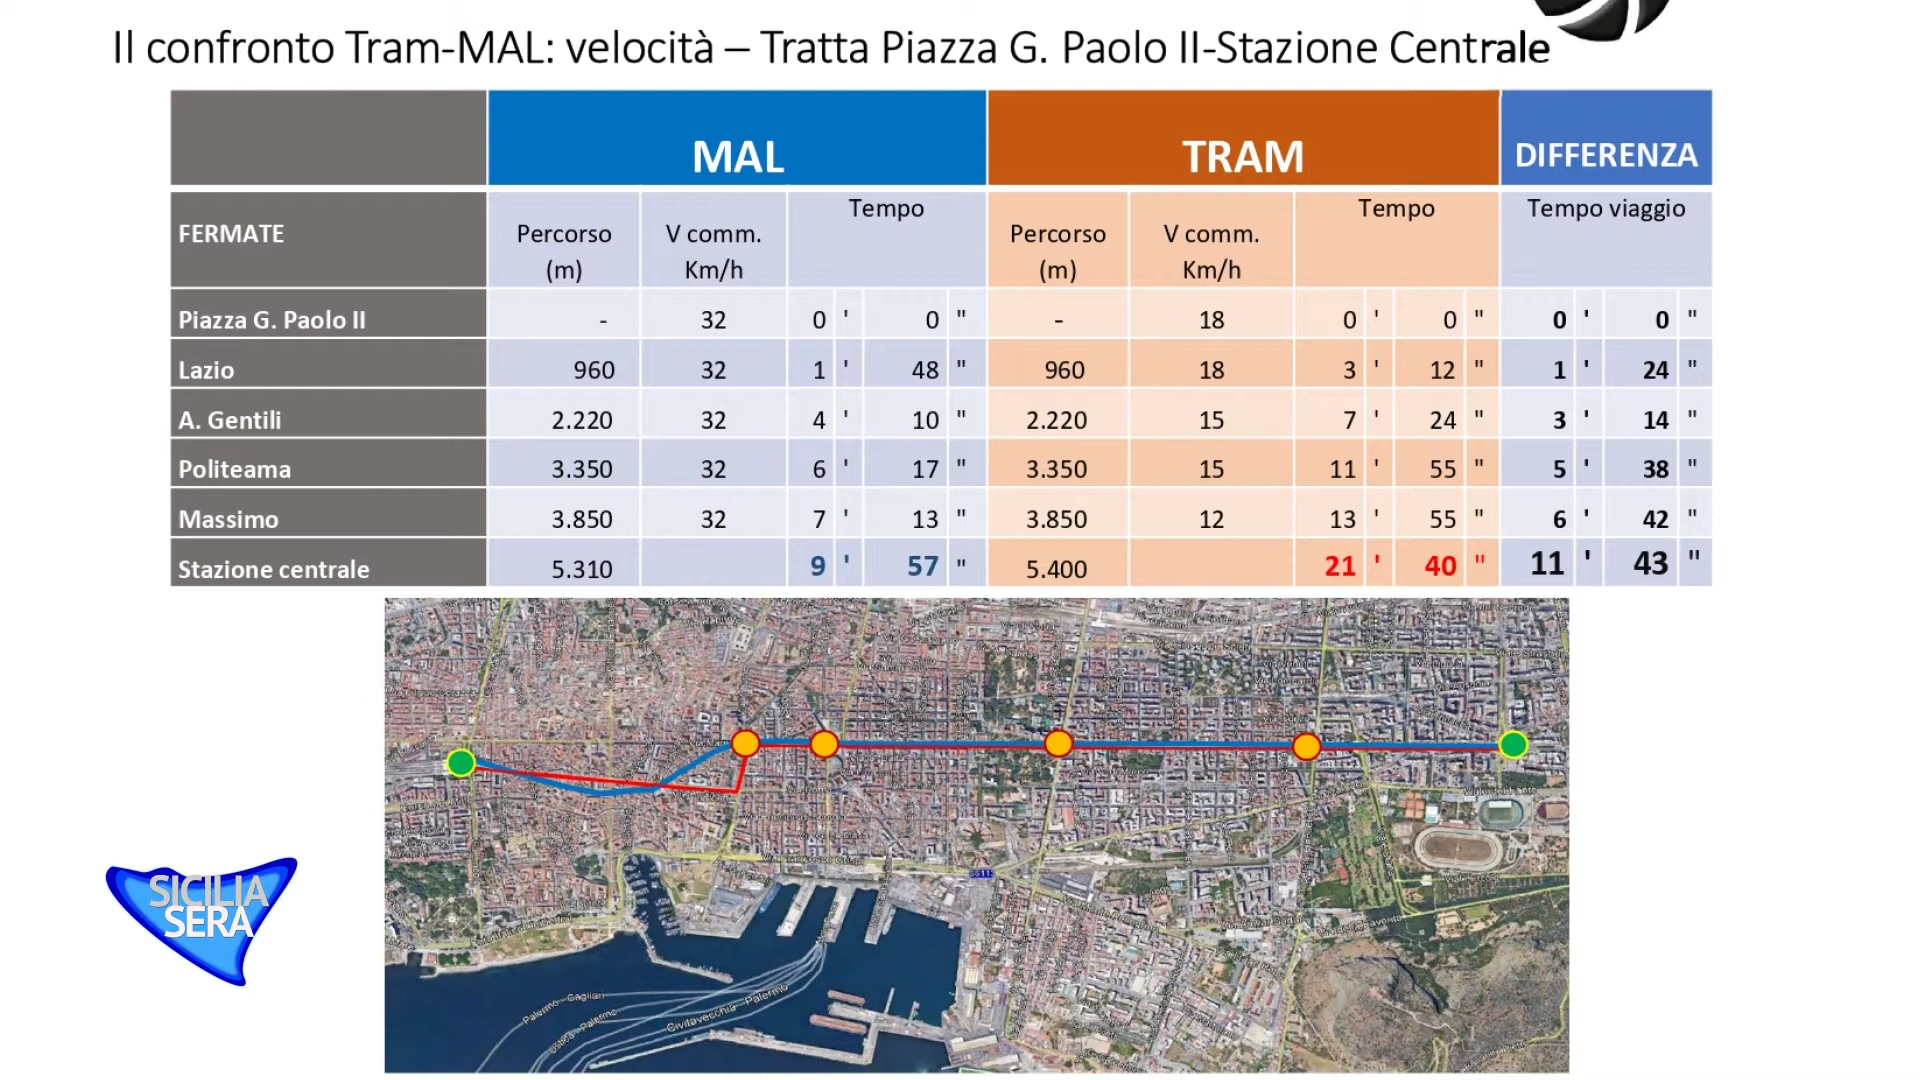 Il confronto Tram-MAL: velocità – Tratta Piazza G. Paolo II-Stazione Centrale
MAL TRAM DIFFERENZA
FERMATE Percorso (m) V comm. Km/h Tempo Percorso (m) V comm. Km/h Tempo Tempo viaggio
Piazza G. Paolo II - 32 0 ' 0 " - 18 0 ' 0 " 0 ' 0 "
Lazio 960 32 1 ' 48 " 960 18 3 ' 12 " 1 ' 24 "
A. Gentili 2.220 32 4 ' 10 " 2.220 15 7 ' 24 " 3 ' 14 "
Politeama 3.350 32 6 ' 17 " 3.350 15 11 ' 55 " 5 ' 38 "
Massimo 3.850 32 7 ' 13 " 3.850 12 13 ' 55 " 6 ' 42 "
Stazione centrale 5.310 9 ' 57 " 5.400 21 ' 40 " 11 ' 43 "
SICILIA
SERA
Palermo - Cagliari
Civitavecchia - Palermo